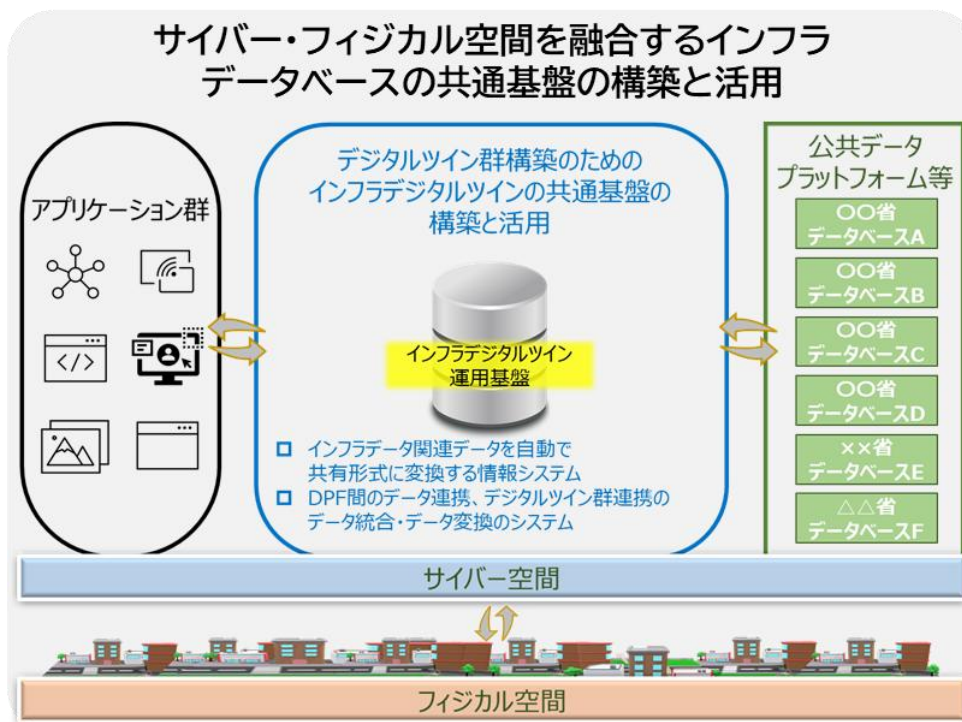 サイバー・フィジカル空間を融合するインフラ
データベースの共通基盤の構築と活用
アプリケーション群
</>
デジタルツイン群構築のための
インフラデジタルツインの共通基盤の
構築と活用
インフラデジタルツイン
運用基盤
インフラデータ関連データを自動で
共有形式に変換する情報システム
DPF間のデータ連携、デジタルツイン群連携の
データ統合・データ変換のシステム
公共データ
プラットフォーム等
〇〇省
データベースA
〇〇省
データベースB
〇〇省
データベースC
〇〇省
データベースD
××省
データベースE
△△省
データベースF
サイバー空間
フィジカル空間